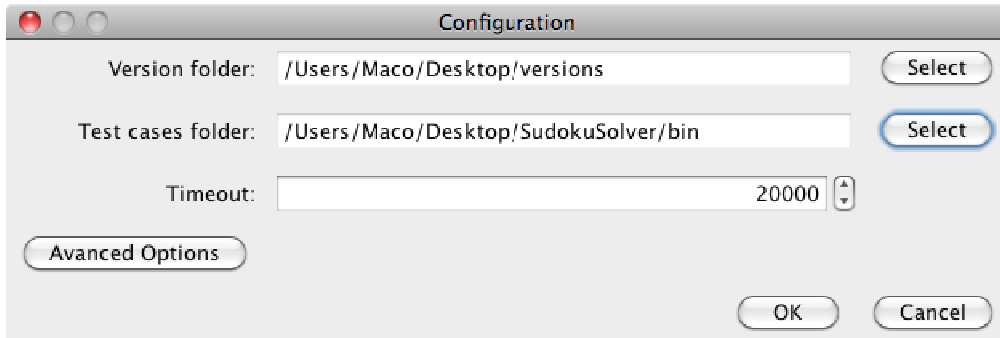 Configuration
Version folder: /Users/Maco/Desktop/versions Select
Test cases folder: /Users/Maco/Desktop/SudokuSolver/bin Select
Timeout: 20000
Avanced Options
OK Cancel